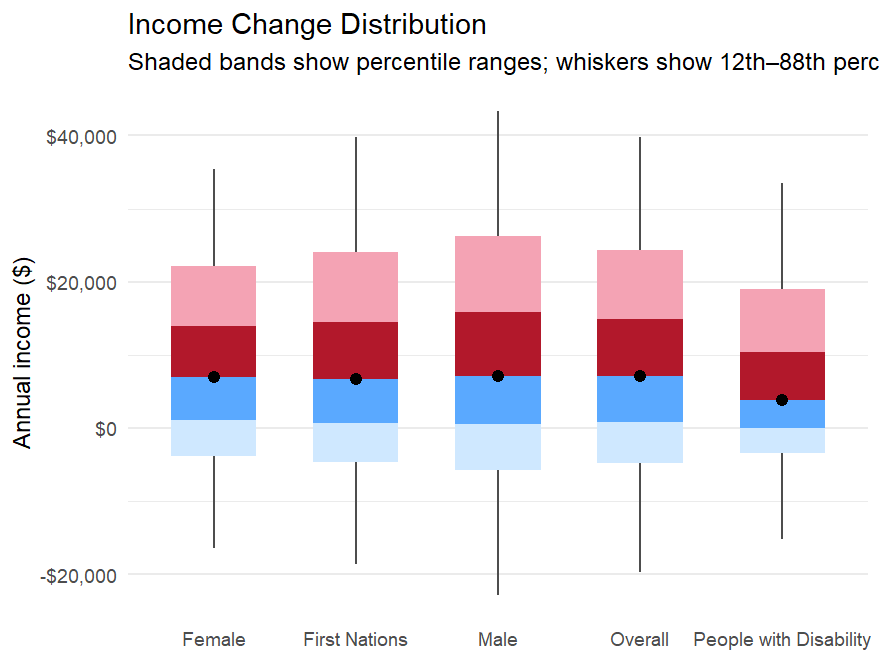 Income Change Distribution
Shaded bands show percentile ranges; whiskers show 12th–88th perc
Annual income ($)
$40,000
$20,000
$0
-$20,000
Female
First Nations
Male
Overall
People with Disability